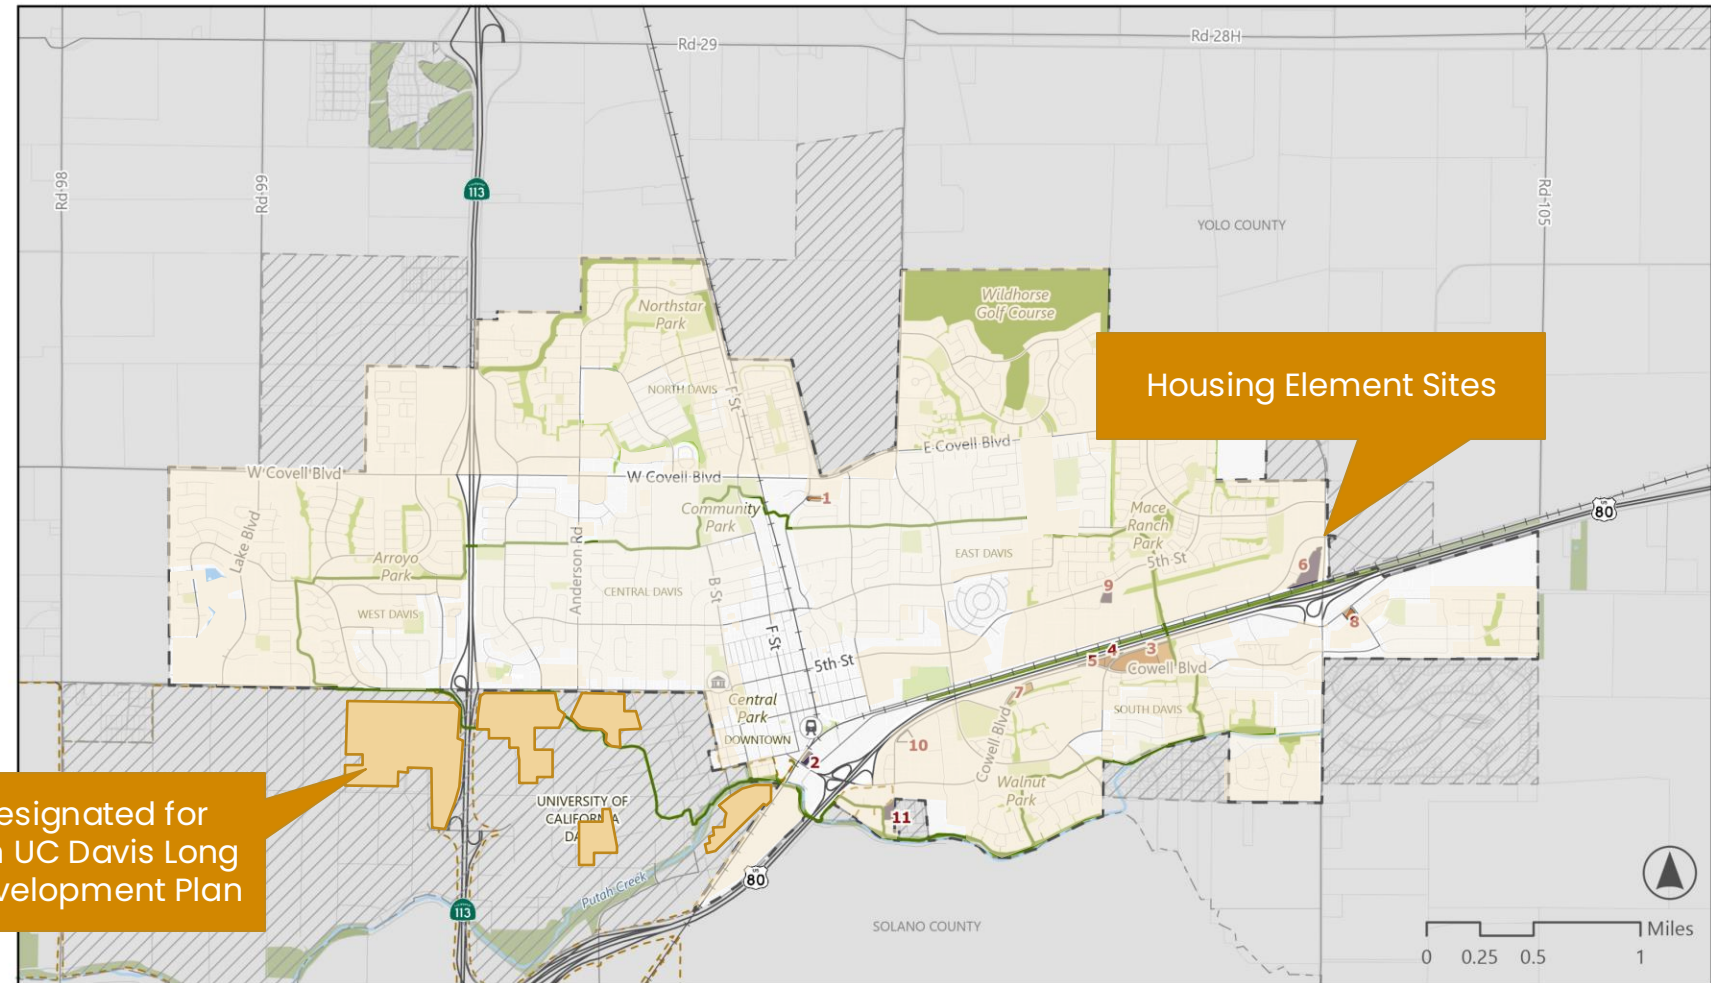 Rd 29
Rd 28H
Rd 98
Rd 99
113
Rd 105
YOLO COUNTY
Wildhorse
Golf Course
Northstar
Park
Housing Element Sites
NORTH DAVIS
F St
E Covell Blvd
W Covell Blvd
W Covell Blvd
1
Community
Park
Mace
Ranch
Park
80
Lake Blvd
Anderson Rd
Arroyo
Park
EAST DAVIS
5th St
6
CENTRAL DAVIS
B St
9
WEST DAVIS
F St
8
4
3
5
5th St
Cowell Blvd
7
Central
Park
SOUTH DAVIS
DOWNTOWN
10
Cowell Blvd
2
Walnut
Park
UNIVERSITY OF
CALIFORNIA
11
esignated for
UC Davis Long
velopment Plan
80
Putah Creek
113
SOLANO COUNTY
Miles
0 0.25 0.5 1